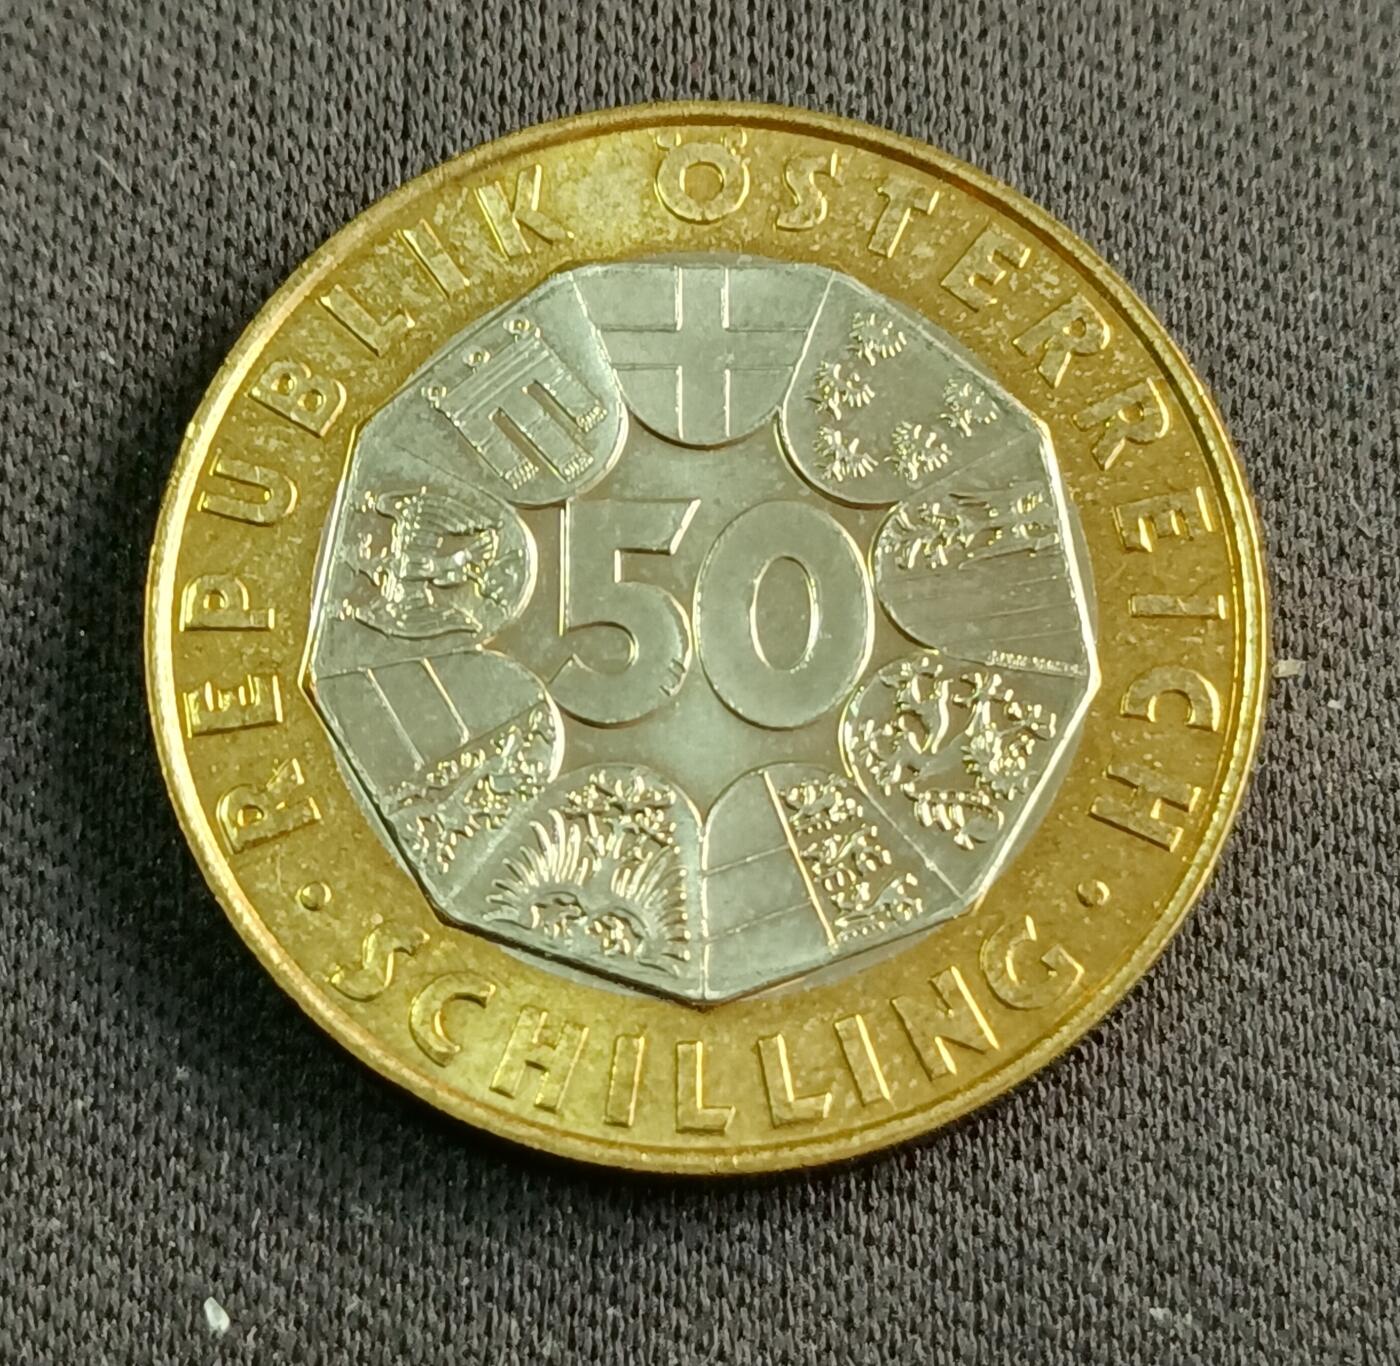 REPUBLIK ÖSTERREICH
50
· SCHILLING ·